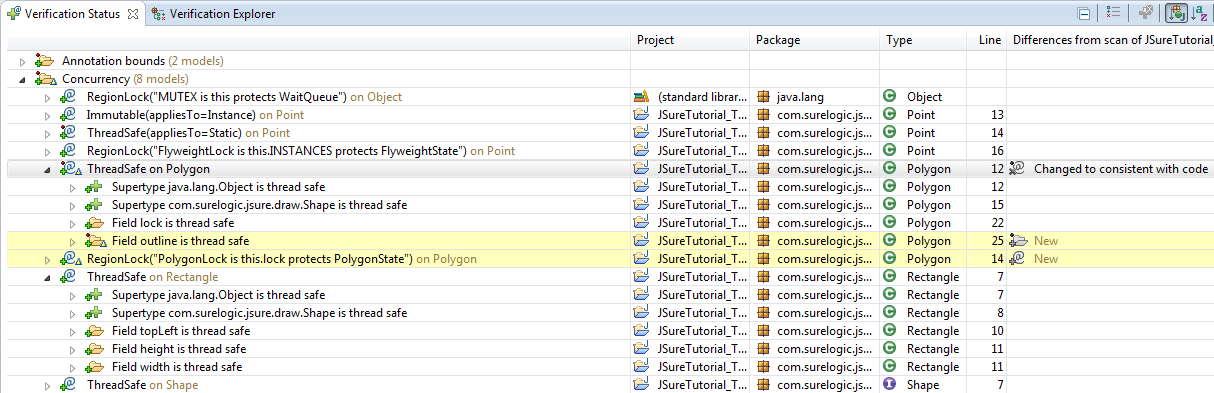 Verification Status Verification Explorer
Project Package Type Line Differences from scan of JSureTutorial_
Annotation bounds (2 models)
Concurrency (8 models)
RegionLock("MUTEX is this protects WaitQueue") on Object (standard librar... java.lang Object
Immutable(appliesTo=Instance) on Point JSureTutorial_T... com.surelogic.js... Point 13
ThreadSafe(appliesTo=Static) on Point JSureTutorial_T... com.surelogic.js... Point 14
RegionLock("FlyweightLock is this.INSTANCES protects FlyweightState") on Point JSureTutorial_T... com.surelogic.js... Point 16
ThreadSafe on Polygon JSureTutorial_T... com.surelogic.js... Polygon 12 Changed to consistent with code
Supertype java.lang.Object is thread safe JSureTutorial_T... com.surelogic.js... Polygon 12
Supertype com.surelogic.jsure.draw.Shape is thread safe JSureTutorial_T... com.surelogic.js... Polygon 15
Field lock is thread safe JSureTutorial_T... com.surelogic.js... Polygon 22
Field outline is thread safe JSureTutorial_T... com.surelogic.js... Polygon 25 New
RegionLock("PolygonLock is this.lock protects PolygonState") on Polygon JSureTutorial_T... com.surelogic.js... Polygon 14 New
ThreadSafe on Rectangle JSureTutorial_T... com.surelogic.js... Rectangle 7
Supertype java.lang.Object is thread safe JSureTutorial_T... com.surelogic.js... Rectangle 7
Supertype com.surelogic.jsure.draw.Shape is thread safe JSureTutorial_T... com.surelogic.js... Rectangle 8
Field topLeft is thread safe JSureTutorial_T... com.surelogic.js... Rectangle 10
Field height is thread safe JSureTutorial_T... com.surelogic.js... Rectangle 11
Field width is thread safe JSureTutorial_T... com.surelogic.js... Rectangle 11
ThreadSafe on Shape JSureTutorial_T... com.surelogic.js... Shape 7